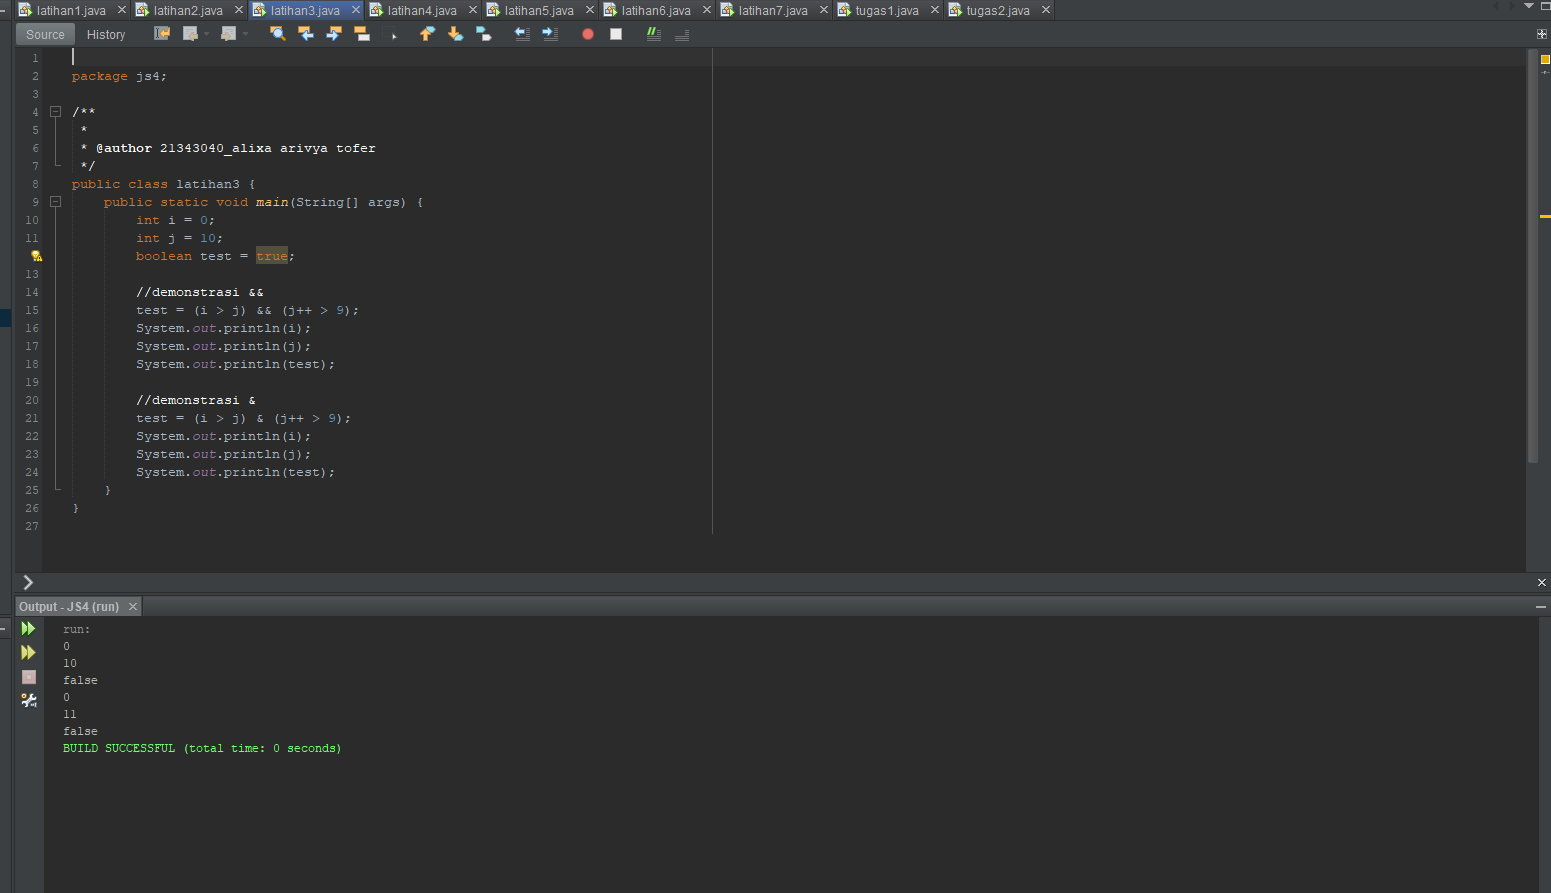 latihan1.java latihan2.java latihan3.java latihan4.java latihan5.java latihan6.java latihan7.java tugas1.java tugas2.java
Source History
1
2 package js4;
3
4 /**
5 *
6 * @author 21343040_alixa arivya tofer
7 */
8 public class latihan3 {
9 public static void main(String[] args) {
10 int i = 0;
11 int j = 10;
boolean test = true;
13
14 //demonstrasi &&
15 test = (i > j) && (j++ > 9);
16 System.out.println(i);
17 System.out.println(j);
18 System.out.println(test);
19
20 //demonstrasi &
21 test = (i > j) & (j++ > 9);
22 System.out.println(i);
23 System.out.println(j);
24 System.out.println(test);
25 }
26 }
27
Output - JS4 (run)
run:
0
10
false
0
11
false
BUILD SUCCESSFUL (total time: 0 seconds)